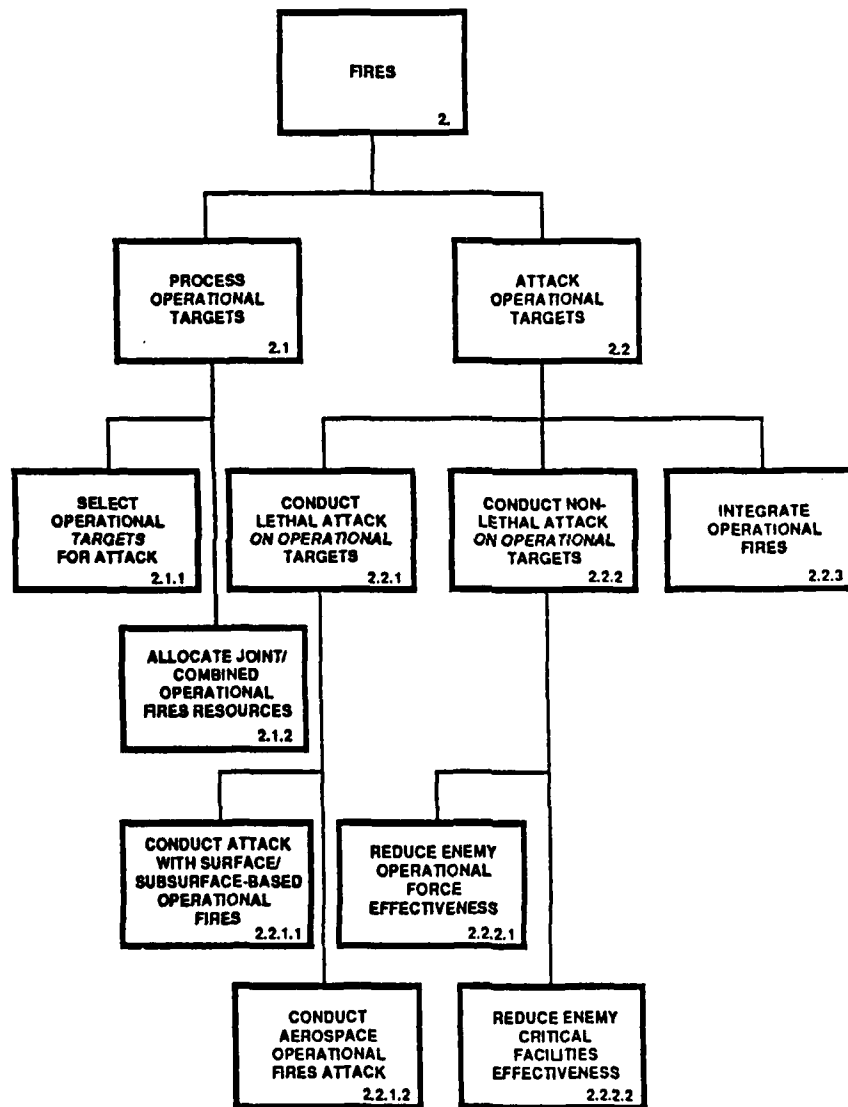 FIRES
2.
PROCESS
OPERATIONAL
TARGETS
2.1
ATTACK
OPERATIONAL
TARGETS
2.2
SELECT
OPERATIONAL
TARGETS
FOR ATTACK
2.1.1
CONDUCT
LETHAL ATTACK
ON OPERATIONAL
TARGETS
2.2.1
CONDUCT NON-
LETHAL ATTACK
ON OPERATIONAL
TARGETS
2.2.2
INTEGRATE
OPERATIONAL
FIRES
2.2.3
ALLOCATE JOINT/
COMBINED
OPERATIONAL
FIRES RESOURCES
2.1.2
CONDUCT ATTACK
WITH SURFACE/
SUBSURFACE-BASED
OPERATIONAL
FIRES
2.2.1.1
REDUCE ENEMY
OPERATIONAL
FORCE
EFFECTIVENESS
2.2.2.1
CONDUCT
AEROSPACE
OPERATIONAL
FIRES ATTACK
2.2.1.2
REDUCE ENEMY
CRITICAL
FACILITIES
EFFECTIVENESS
2.2.2.2